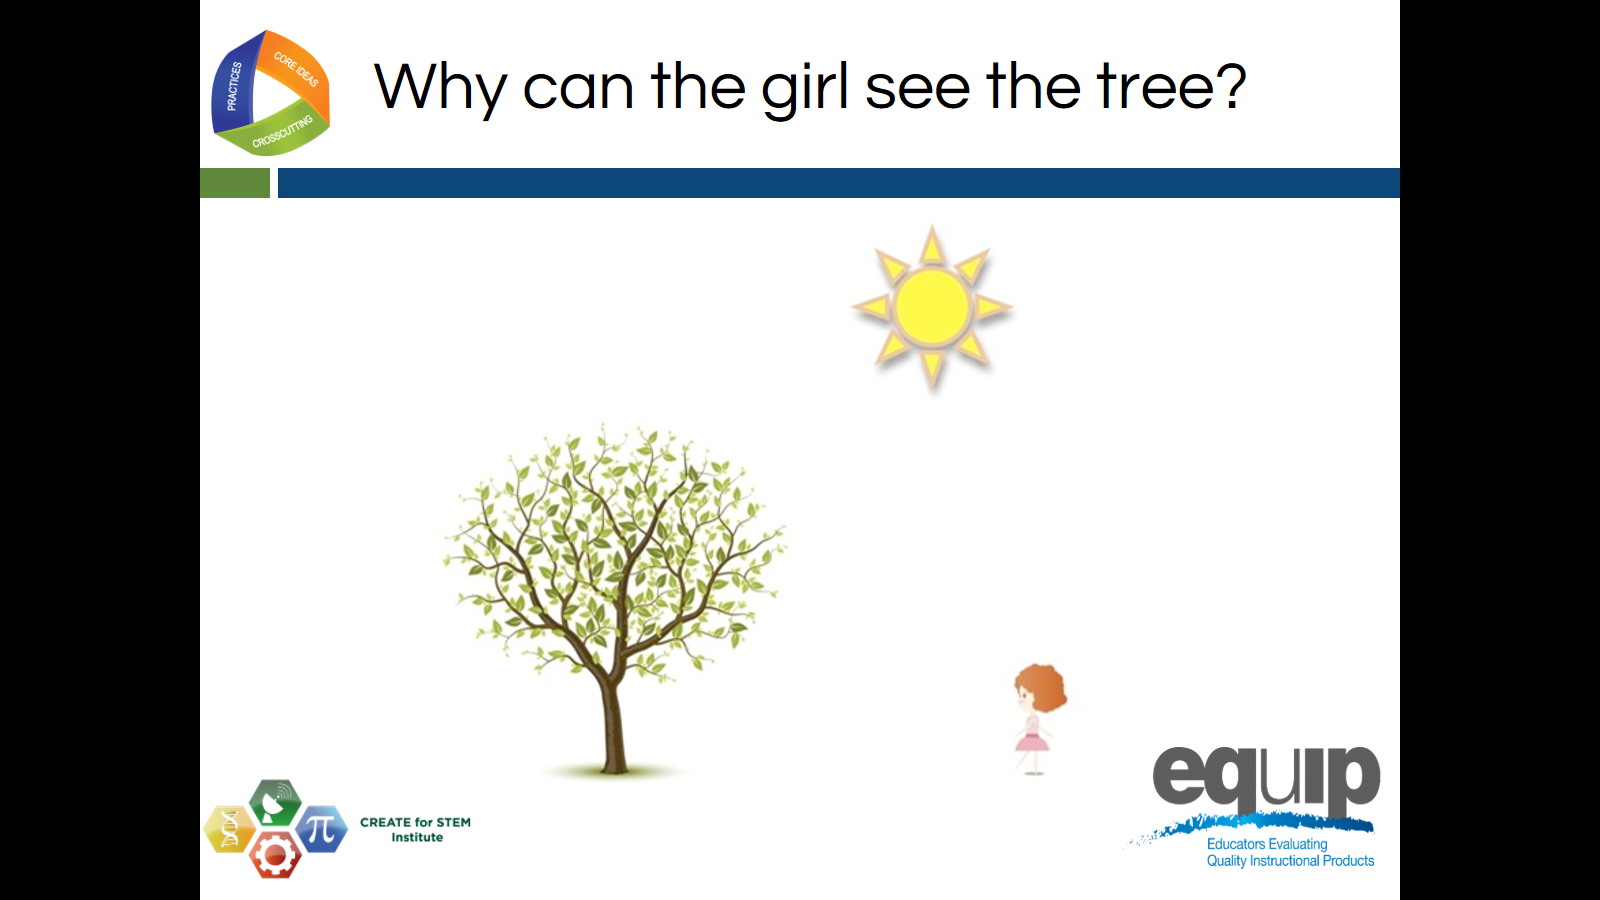 PRACTICES
CORE IDEAS
CROSSCUTTING
Why can the girl see the tree?
π
CREATE for STEM
Institute
equip
Educators Evaluating
Quality Instructional Products